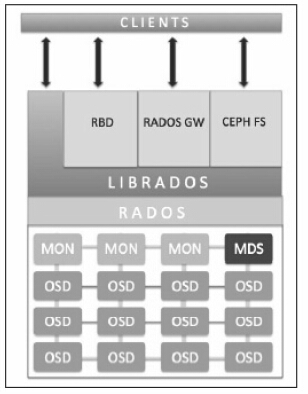 CLIENTS
RBD RADOS GW CEPH FS
LIBRADOS
RADOS
MON MON MON MDS
OSD OSD OSD OSD
OSD OSD OSD OSD
OSD OSD OSD OSD